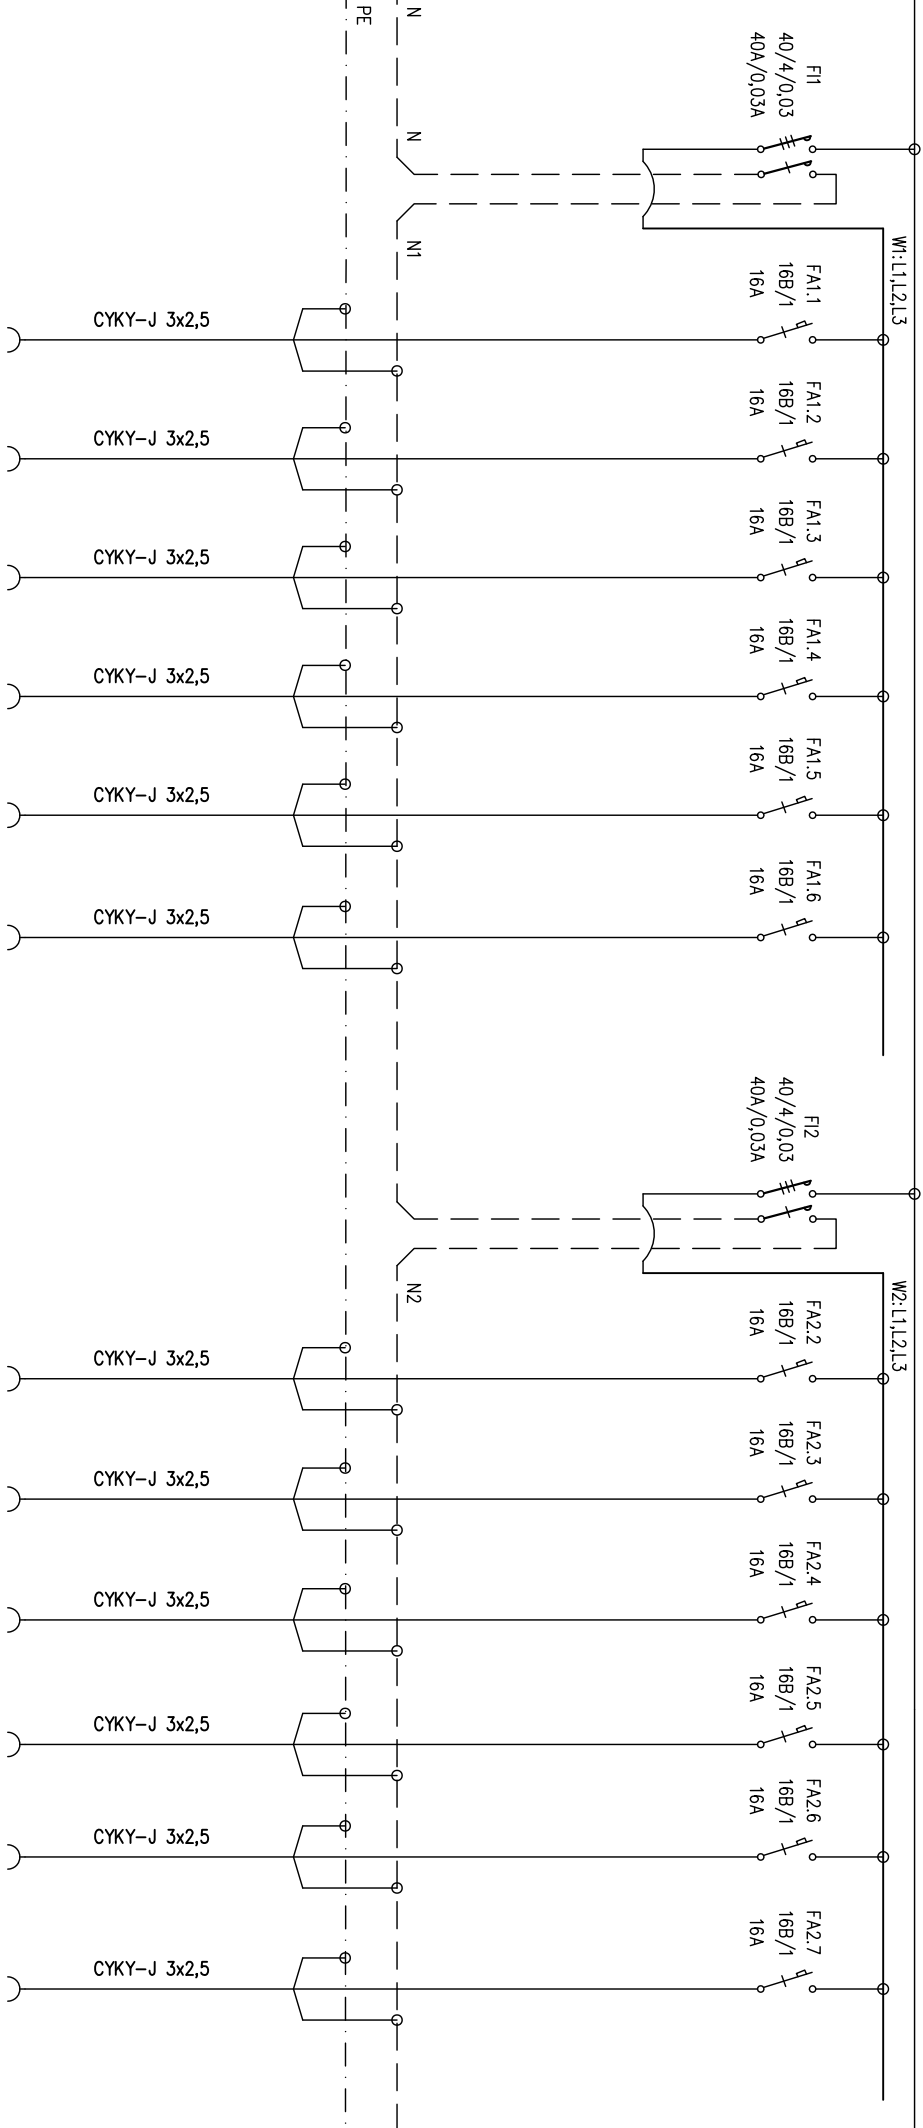 N
PE
N
FI1
40/4/0,03
40A/0,03A
N1
W1:L1,L2,L3
FA1.1
16B/1
16A
CYKY-J 3x2,5
FA1.2
16B/1
16A
CYKY-J 3x2,5
FA1.3
16B/1
16A
CYKY-J 3x2,5
FA1.4
16B/1
16A
CYKY-J 3x2,5
FA1.5
16B/1
16A
CYKY-J 3x2,5
FA1.6
16B/1
16A
CYKY-J 3x2,5
FI2
40/4/0,03
40A/0,03A
N2
W2:L1,L2,L3
FA2.2
16B/1
16A
CYKY-J 3x2,5
FA2.3
16B/1
16A
CYKY-J 3x2,5
FA2.4
16B/1
16A
CYKY-J 3x2,5
FA2.5
16B/1
16A
CYKY-J 3x2,5
FA2.6
16B/1
16A
CYKY-J 3x2,5
FA2.7
16B/1
16A
CYKY-J 3x2,5